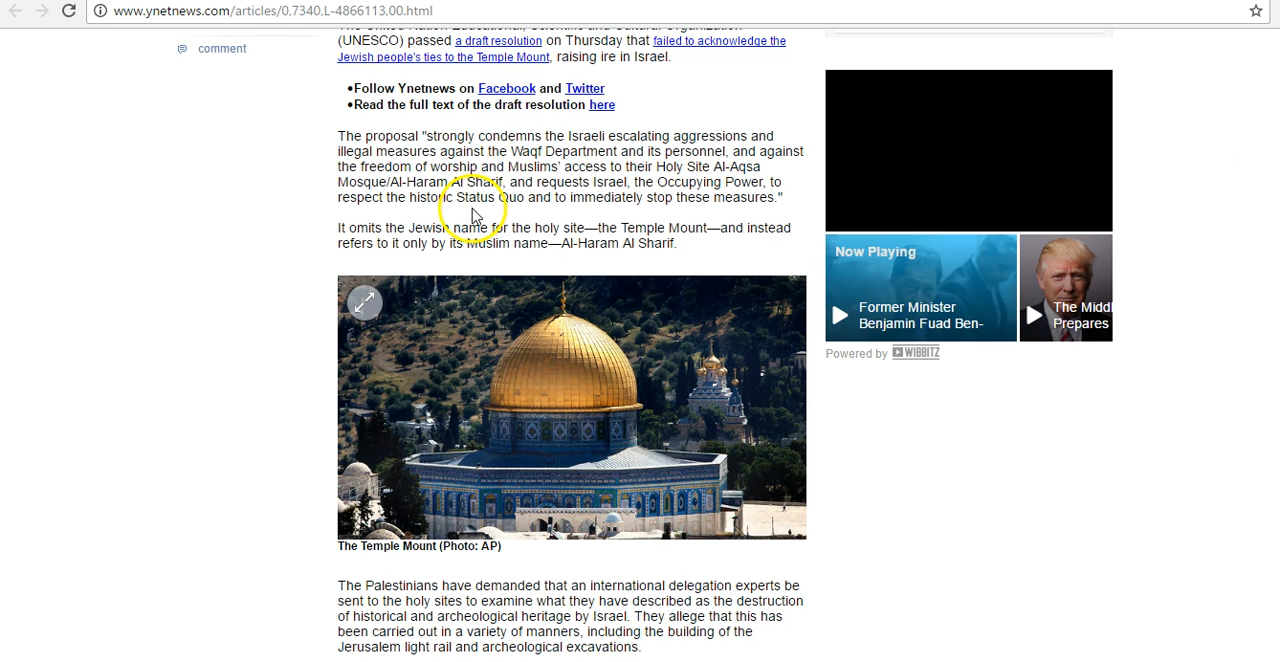 www.ynetnews.com/articles/0,7340,L-4866113,00.html
comment
(UNESCO) passed a draft resolution on Thursday that failed to acknowledge the
Jewish people's ties to the Temple Mount, raising ire in Israel.
•Follow Ynetnews on Facebook and Twitter
•Read the full text of the draft resolution here
The proposal "strongly condemns the Israeli escalating aggressions and
illegal measures against the Waqf Department and its personnel, and against
the freedom of worship and Muslims' access to their Holy Site Al-Aqsa
Mosque/Al-Haram Al Sharif, and requests Israel, the Occupying Power, to
respect the historic Status Quo and to immediately stop these measures."
It omits the Jewish name for the holy site—the Temple Mount—and instead
refers to it only by its Muslim name—Al-Haram Al Sharif.
The Temple Mount (Photo: AP)
The Palestinians have demanded that an international delegation experts be
sent to the holy sites to examine what they have described as the destruction
of historical and archeological heritage by Israel. They allege that this has
been carried out in a variety of manners, including the building of the
Jerusalem light rail and archeological excavations.
Now Playing
Former Minister
Benjamin Fuad Ben-
The Middl
Prepares
Powered by WIBBITZ